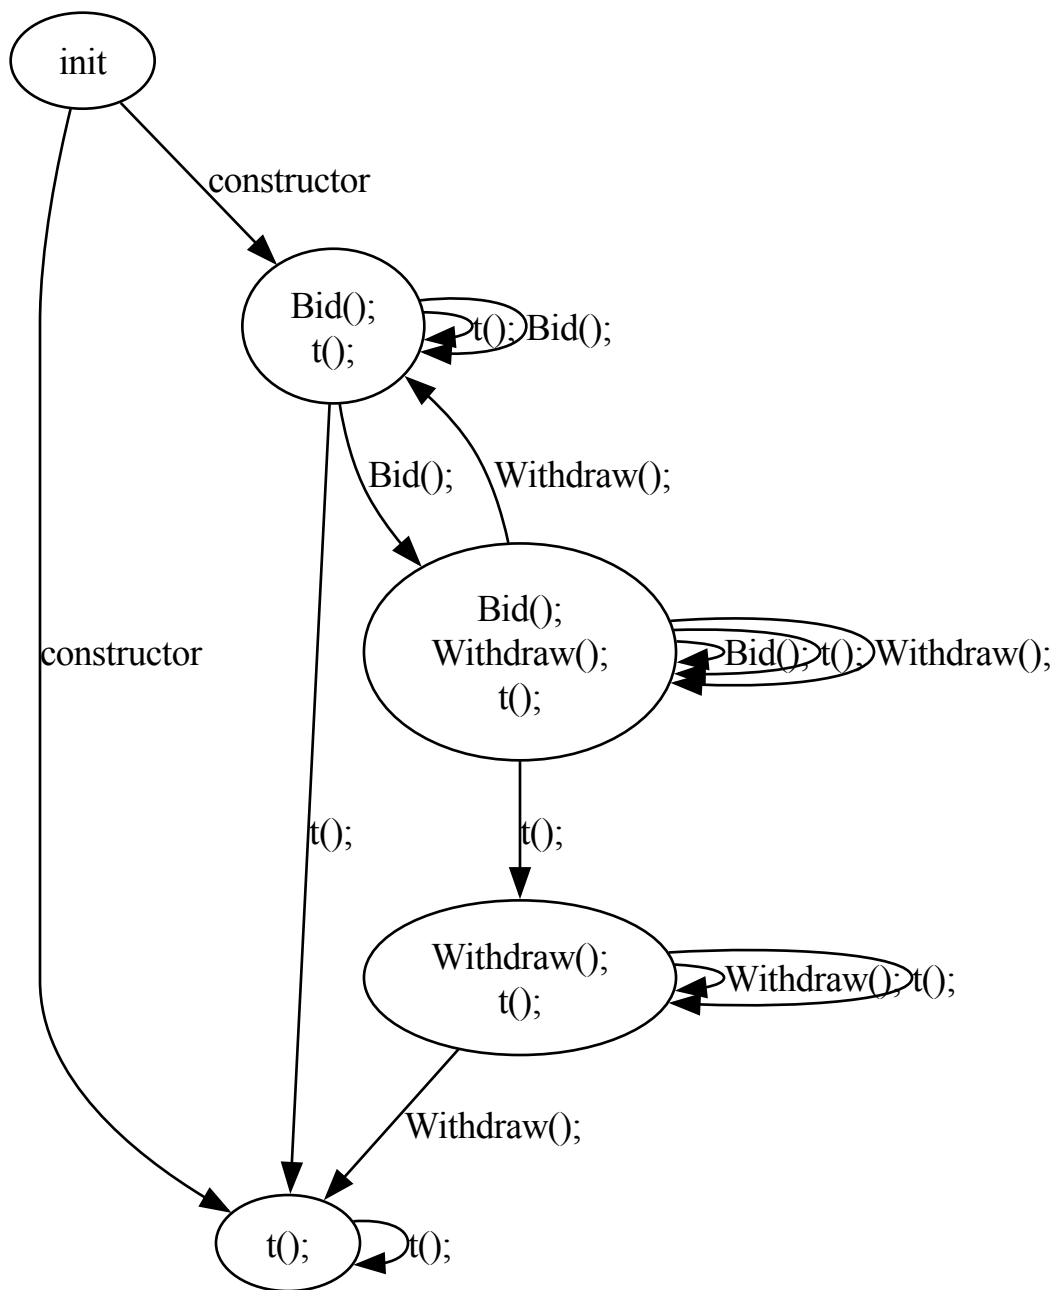 init
constructor
Bid();
t();
t();
Bid();
Bid();
Withdraw();
Bid();
Withdraw();
t();
Bid();
t();
Withdraw();
constructor
t();
t();
Withdraw();
t();
Withdraw();
t();
Withdraw();
t();
t();